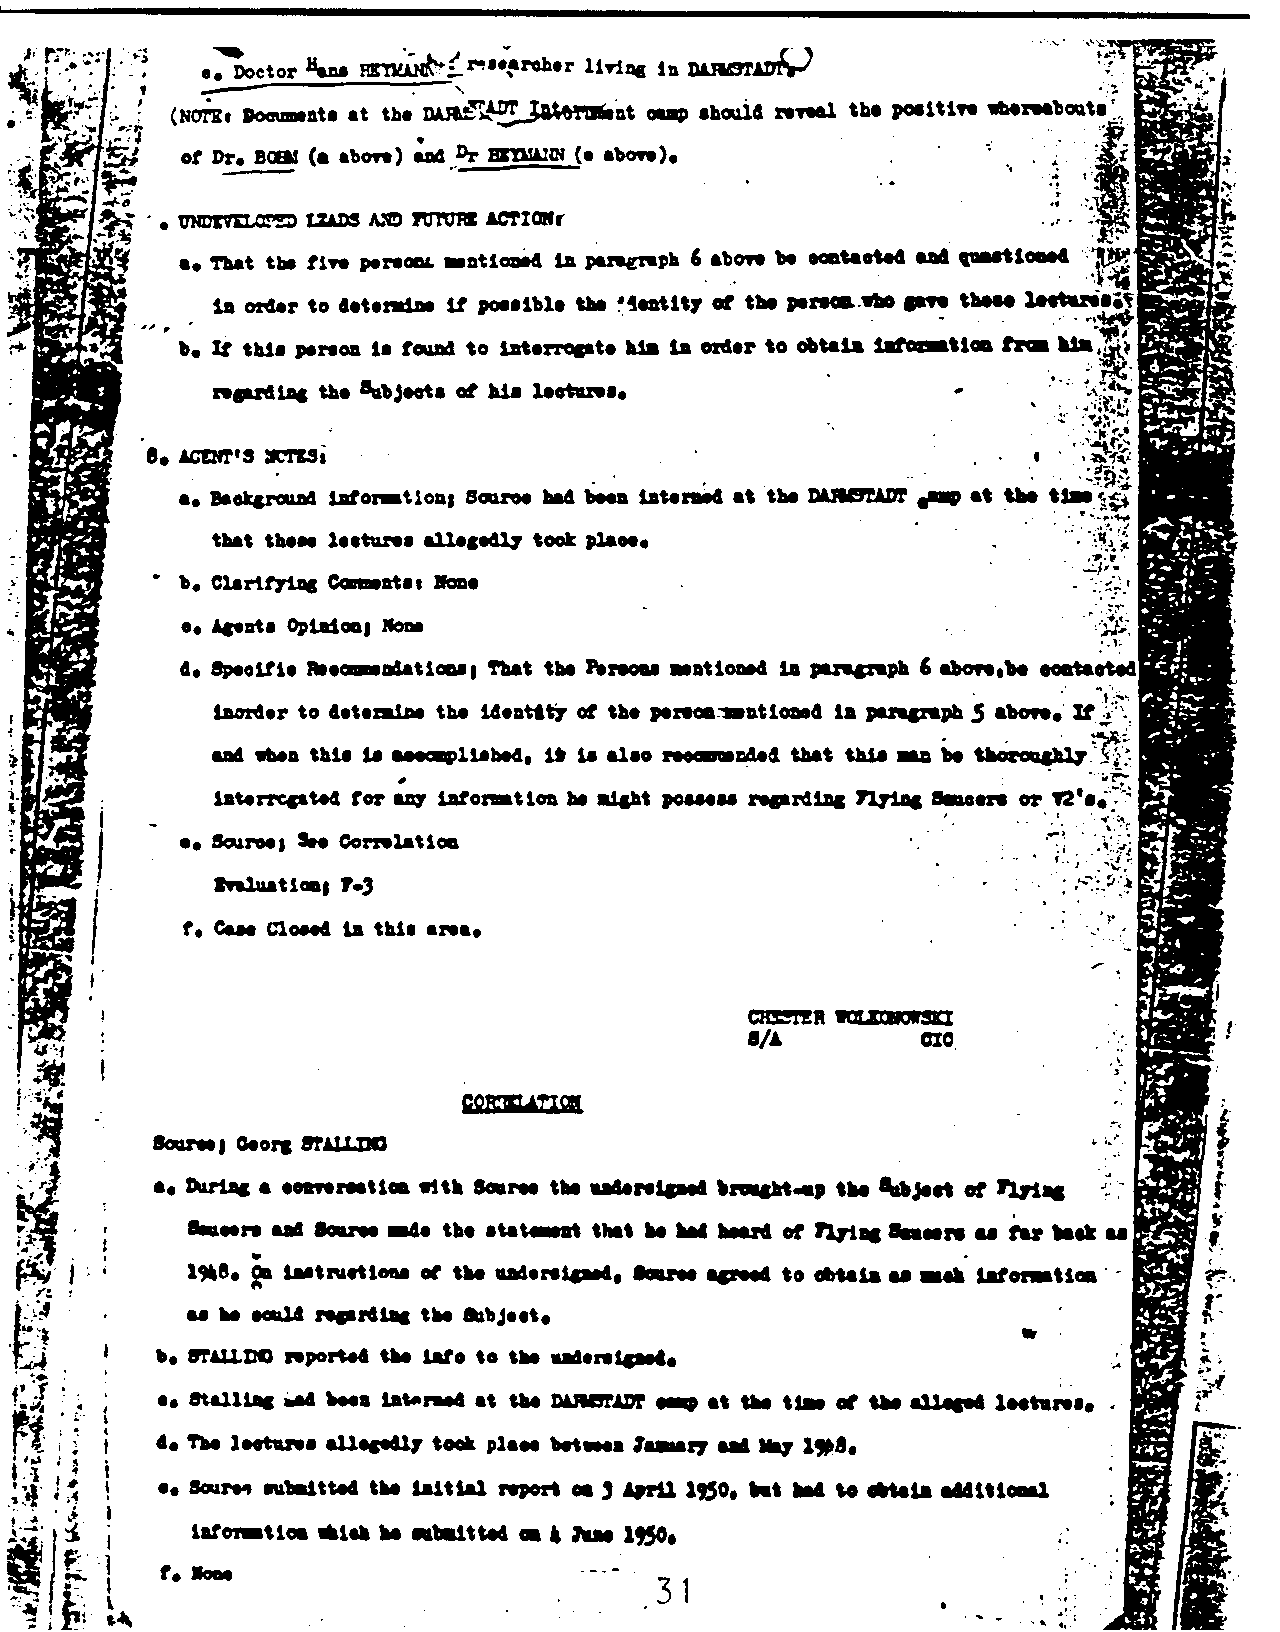 e. Doctor Hans HEYMANN researcher living in DARMSTADT.
(NOTE: Documents at the DARMSTADT Internment camp should reveal the positive whereabouts
of Dr. BOHM (a above) and Dr HEYMANN (e above).
. UNDEVELOPED LEADS AND FUTURE ACTION:
a. That the five persons mentioned in paragraph 6 above be contacted and questioned
in order to determine if possible the identity of the person who gave these lectures.
b. If this person is found to interrogate him in order to obtain information from him
regarding the Subjects of his lectures.
8. AGENT'S NOTES:
a. Background information; Source had been interned at the DARMSTADT camp at the time
that these lectures allegedly took place.
b. Clarifying Comments: None
c. Agents Opinion; None
d. Specific Recommendations; That the Persons mentioned in paragraph 6 above, be contacted
inorder to determine the identity of the person mentioned in paragraph 5 above. If
and when this is accomplished, it is also recommended that this man be thoroughly
interrogated for any information he might possess regarding Flying Saucers or V2's.
e. Source; See Correlation
Evaluation; F-3
f. Case Closed in this area.
CHESTER WOLKONOWSKI
S/A CIC
CORRELATION
Source; Georg STALLING
a. During a conversation with Source the undersigned brought-up the Subject of Flying
Saucers and Source made the statement that he had heard of Flying Saucers as far back as
1948. On instructions of the undersigned, Source agreed to obtain as much information
as he could regarding the Subject.
b. STALLING reported the info to the undersigned.
c. Stalling had been interned at the DARMSTADT camp at the time of the alleged lectures.
d. The lectures allegedly took place between January and May 1948.
e. Source submitted the initial report on 3 April 1950, but had to obtain additional
information which he submitted on 4 June 1950.
f. None
31